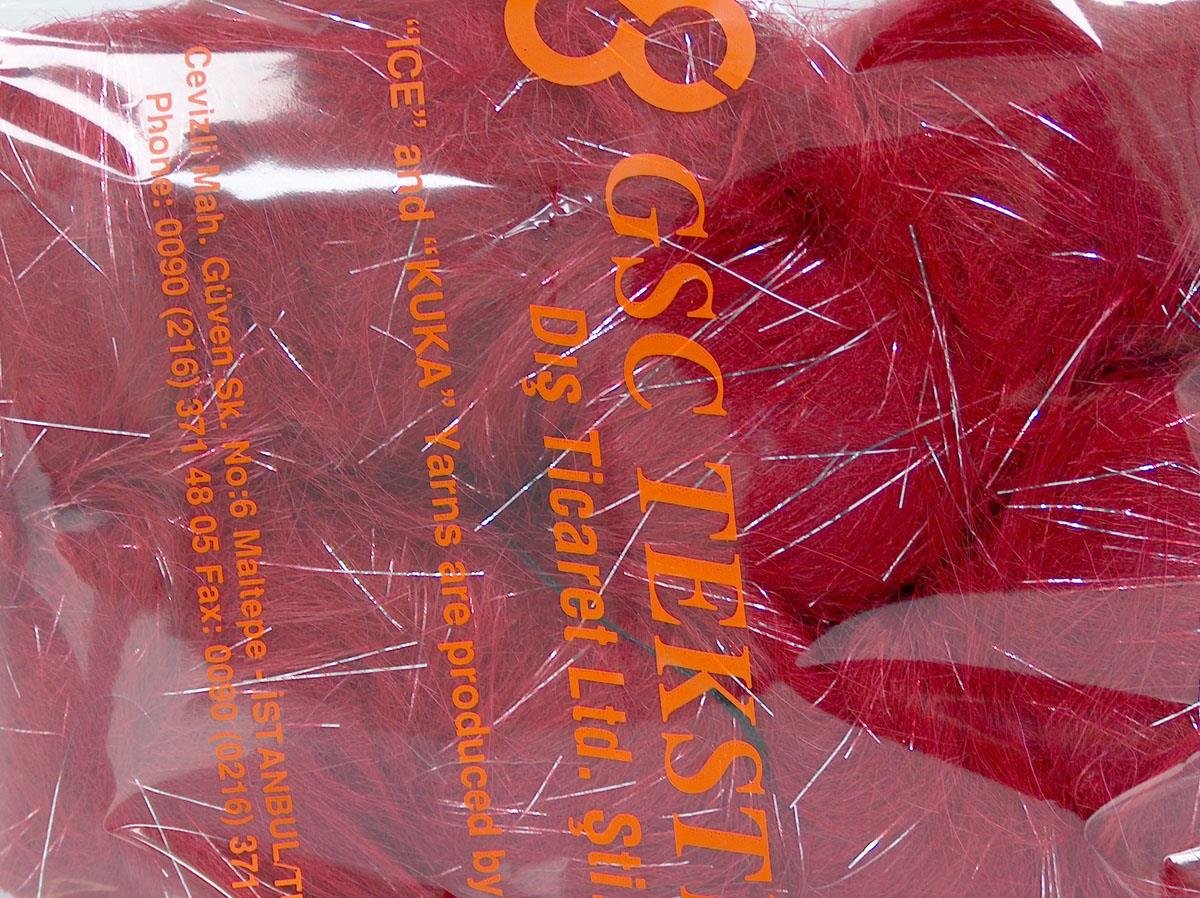 GSC TEKST
Dış Ticaret Ltd. Şti.
“ICE” and “KUKA” Yarns are produced by
Cevizli Mah. Güven Sk. No:6 Maltepe - İSTANBUL/T
Phone: 0090 (216) 371 48 05 Fax: 0090 (0216) 371